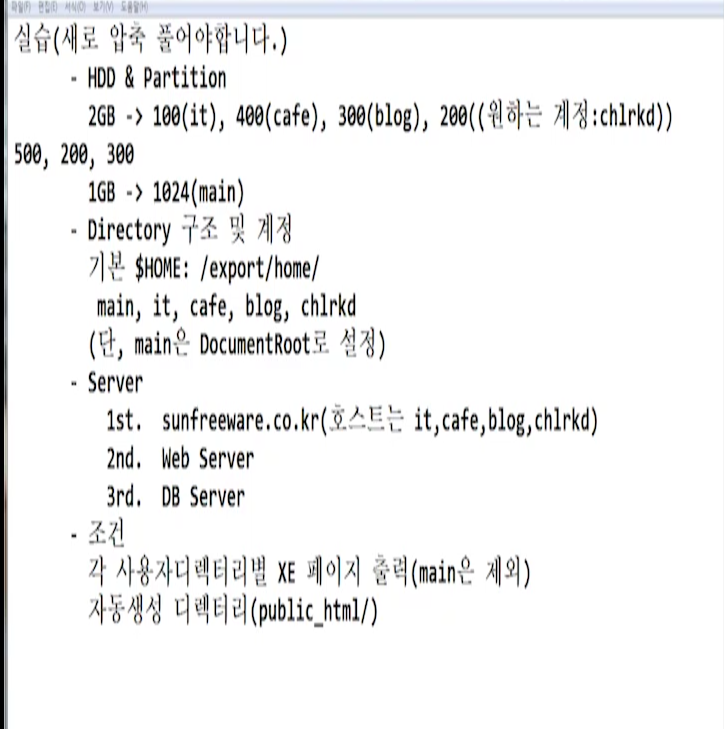 파일(F) 편집(E) 서식(O) 보기(V) 도움말(H)
실습(새로 압축 풀어야합니다.)
- HDD & Partition
2GB -> 100(it), 400(cafe), 300(blog), 200((원하는 계정:chlrkd))
500, 200, 300
1GB -> 1024(main)
- Directory 구조 및 계정
기본 $HOME: /export/home/
main, it, cafe, blog, chlrkd
(단, main은 DocumentRoot로 설정)
- Server
1st. sunfreeware.co.kr(호스트는 it,cafe,blog,chlrkd)
2nd. Web Server
3rd. DB Server
- 조건
각 사용자디렉터리별 XE 페이지 출력(main은 제외)
자동생성 디렉터리(public_html/)